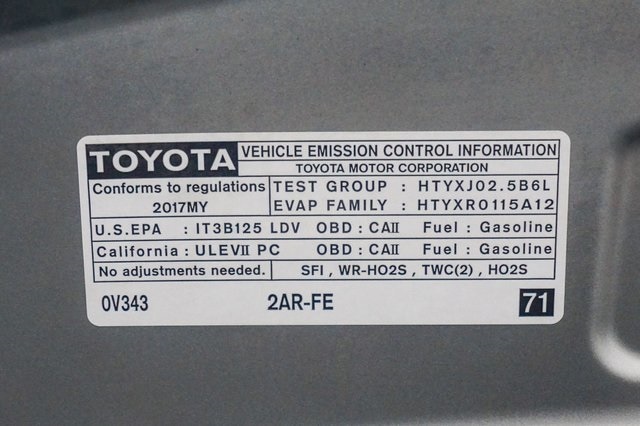 TOYOTA VEHICLE EMISSION CONTROL INFORMATION
TOYOTA MOTOR CORPORATION
Conforms to regulations
2017MY
TEST GROUP : HTYXJ02.5B6L
EVAP FAMILY : HTYXR0115A12
U.S.EPA : IT3B125 LDV OBD : CAII Fuel : Gasoline
California : ULEVII PC OBD : CAII Fuel : Gasoline
No adjustments needed. SFI , WR-HO2S , TWC(2) , HO2S
0V343 2AR-FE 71